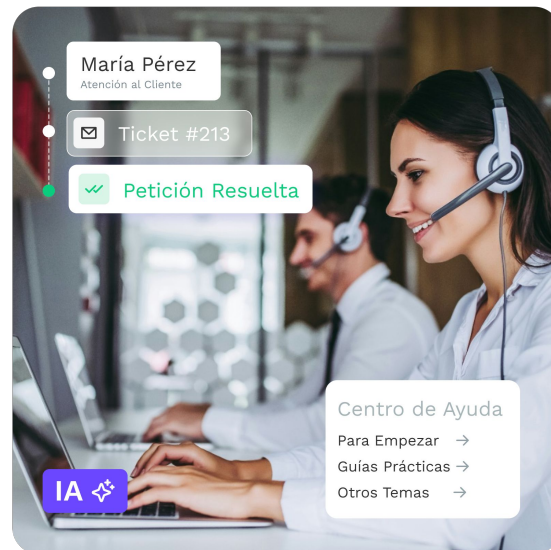 María Pérez
Atención al Cliente
Ticket #213
Petición Resuelta
Centro de Ayuda
Para Empezar
Guías Prácticas
Otros Temas
IA